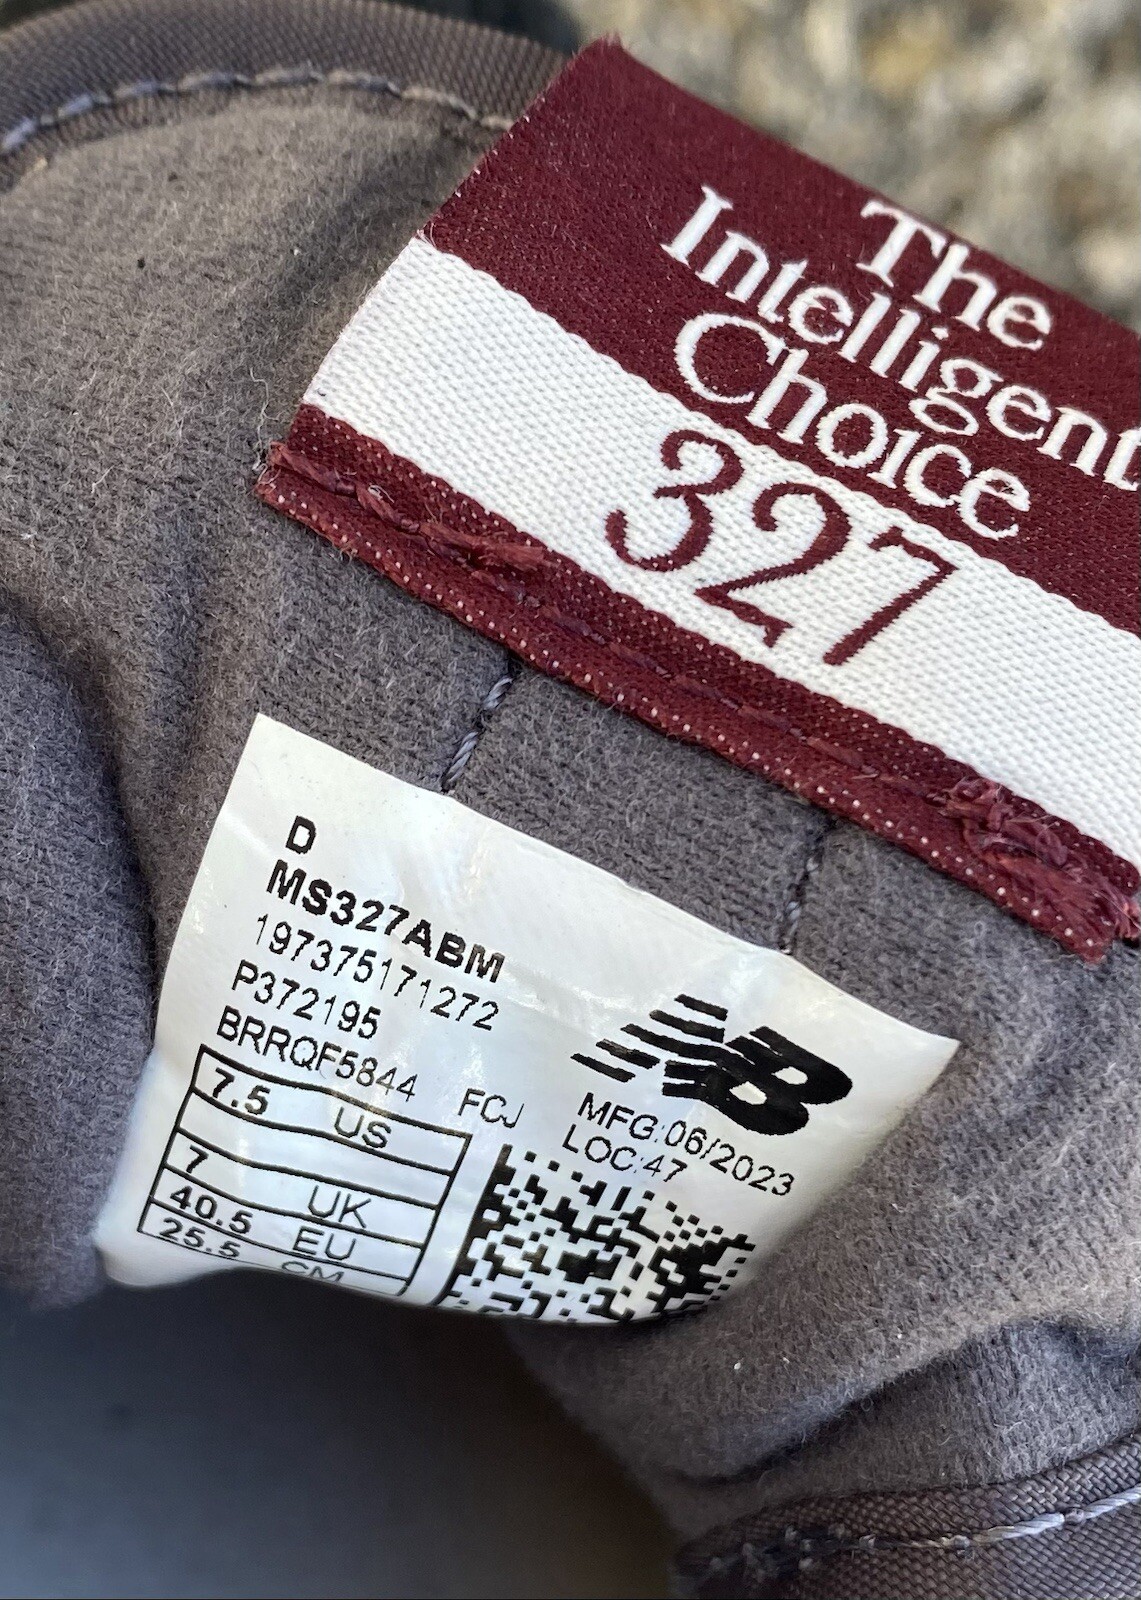 The
Intelligent
Choice
327
D
MS327ABM
197375171272
P372195
BRRQF5844 FCJ
NB
MFG:06/2023
LOC:47
7.5 US
7 UK
40.5 EU
25.5 CM